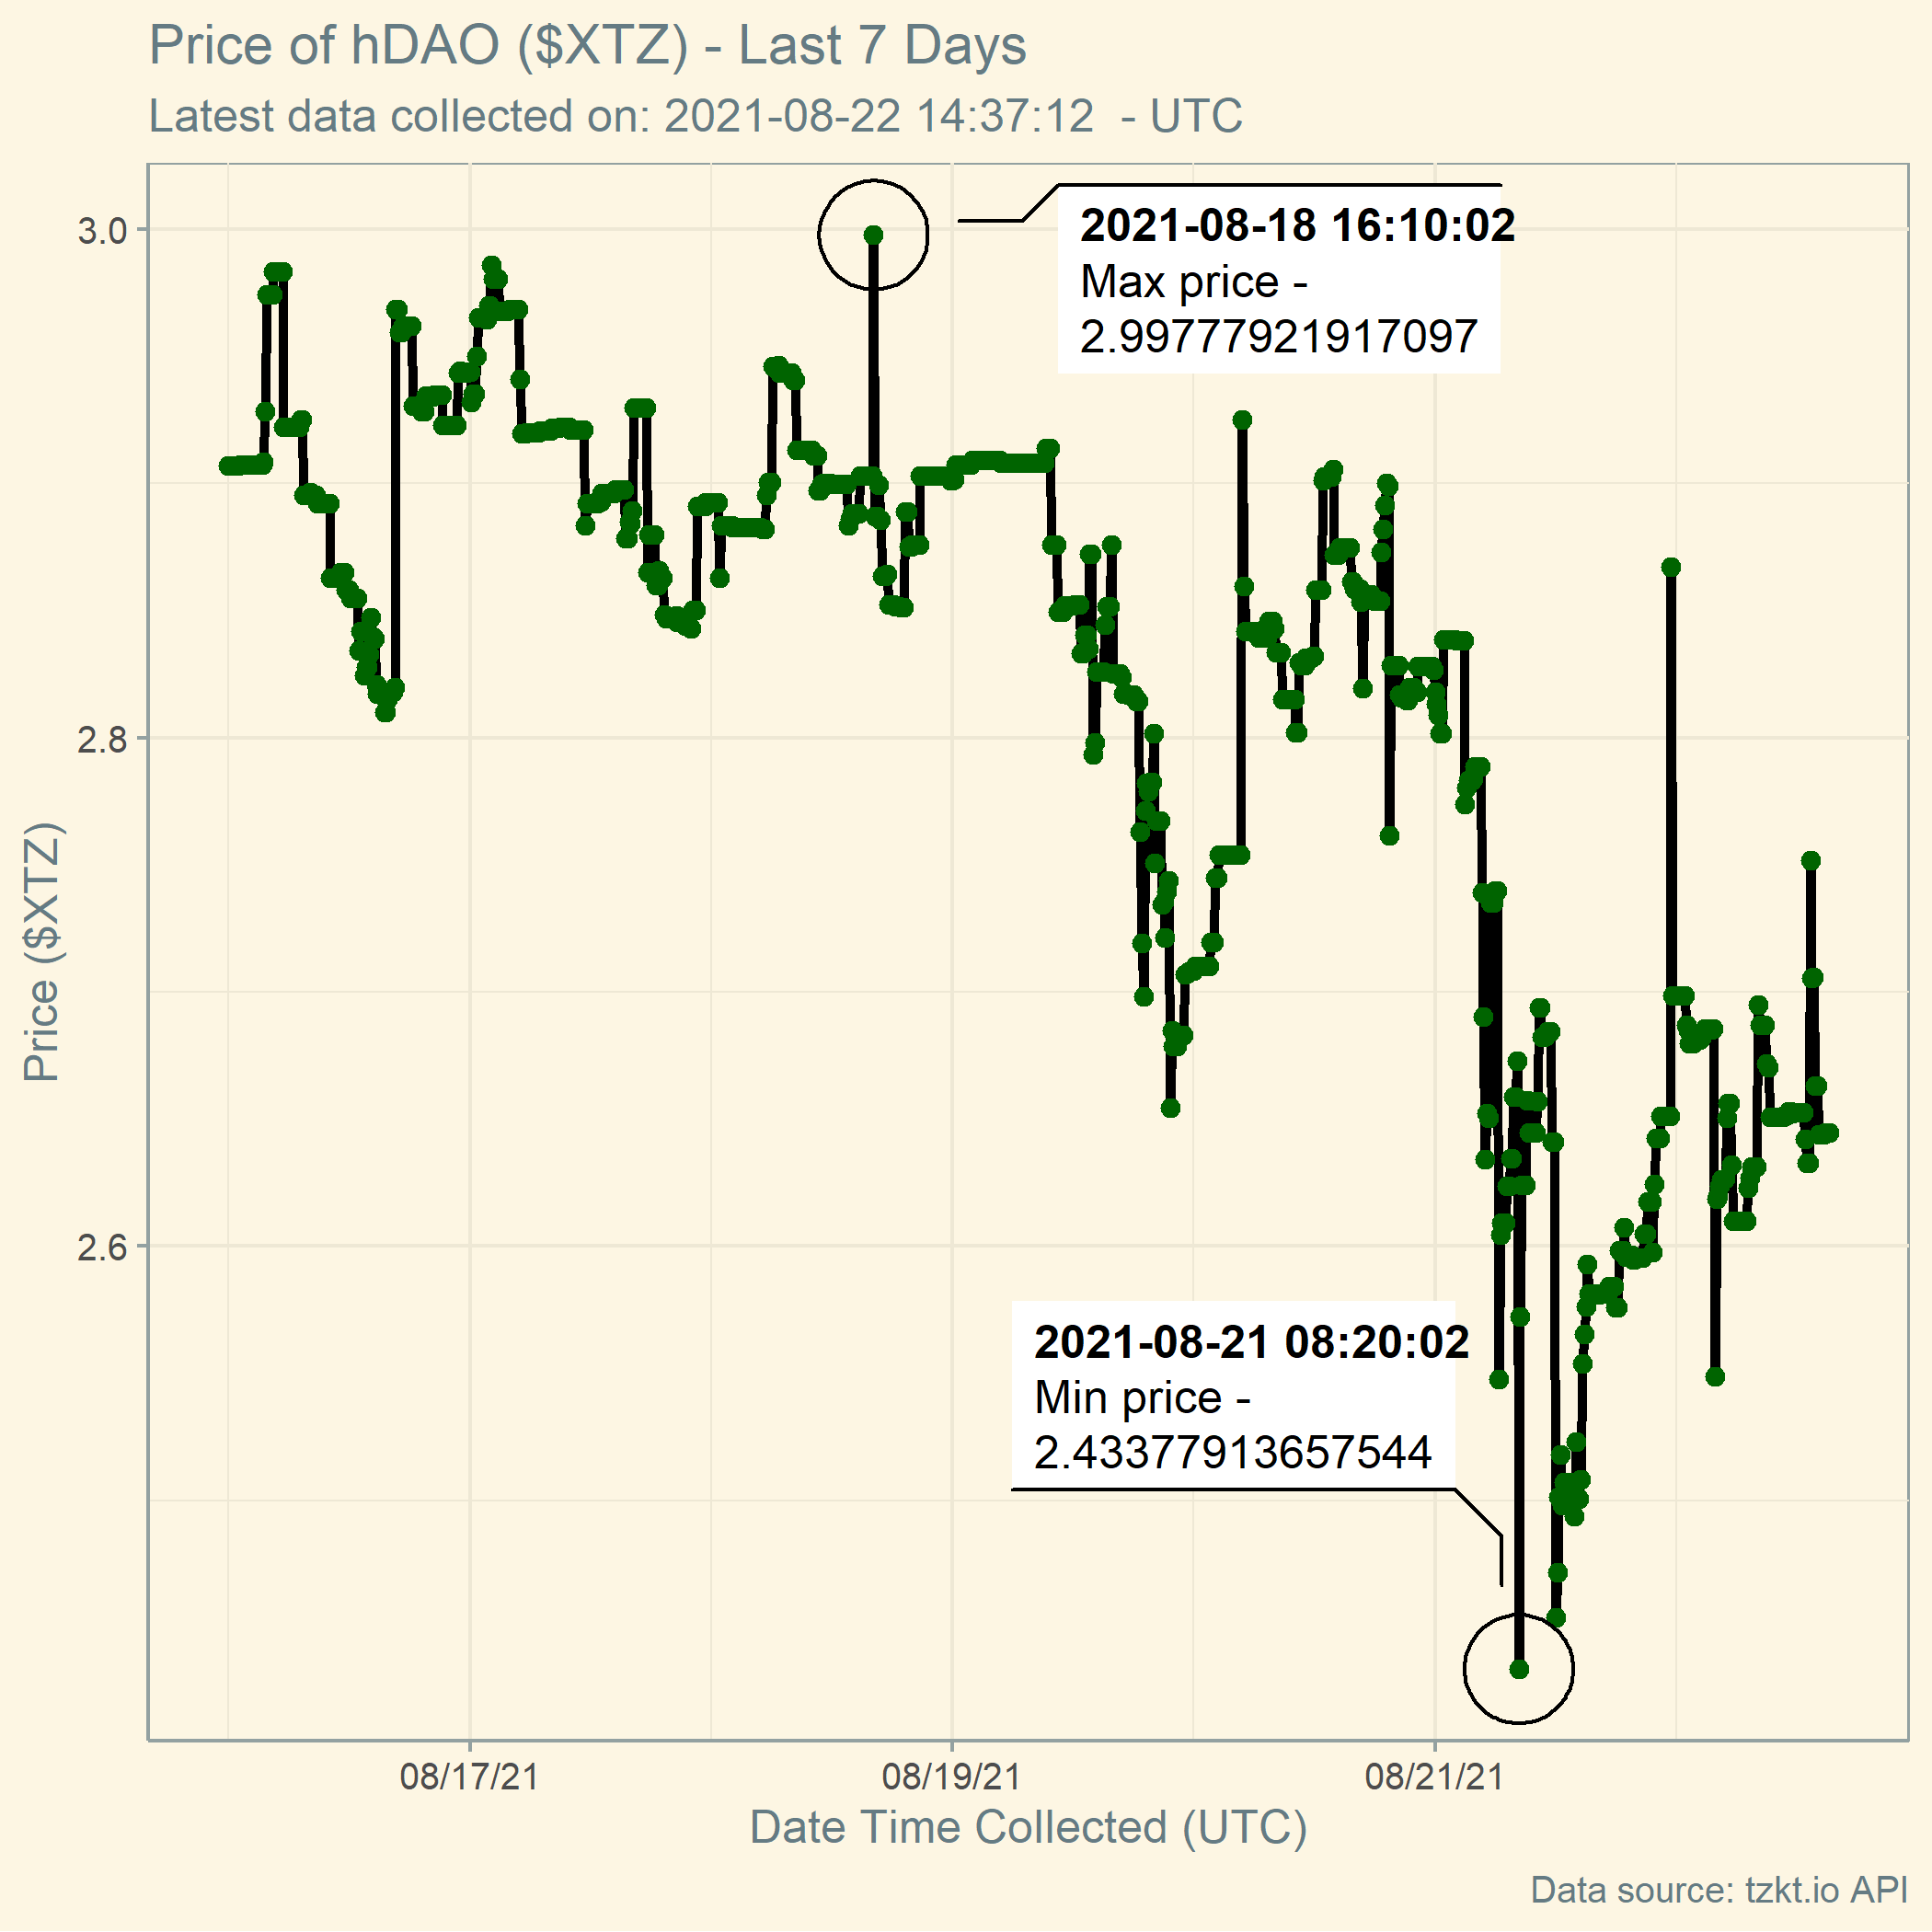 Price of hDAO ($XTZ) - Last 7 Days
Latest data collected on: 2021-08-22 14:37:12  - UTC
3.0
2.8
2.6
Price ($XTZ)
2021-08-18 16:10:02
Max price -
2.99777921917097
2021-08-21 08:20:02
Min price -
2.43377913657544
08/17/21
08/19/21
08/21/21
Date Time Collected (UTC)
Data source: tzkt.io API